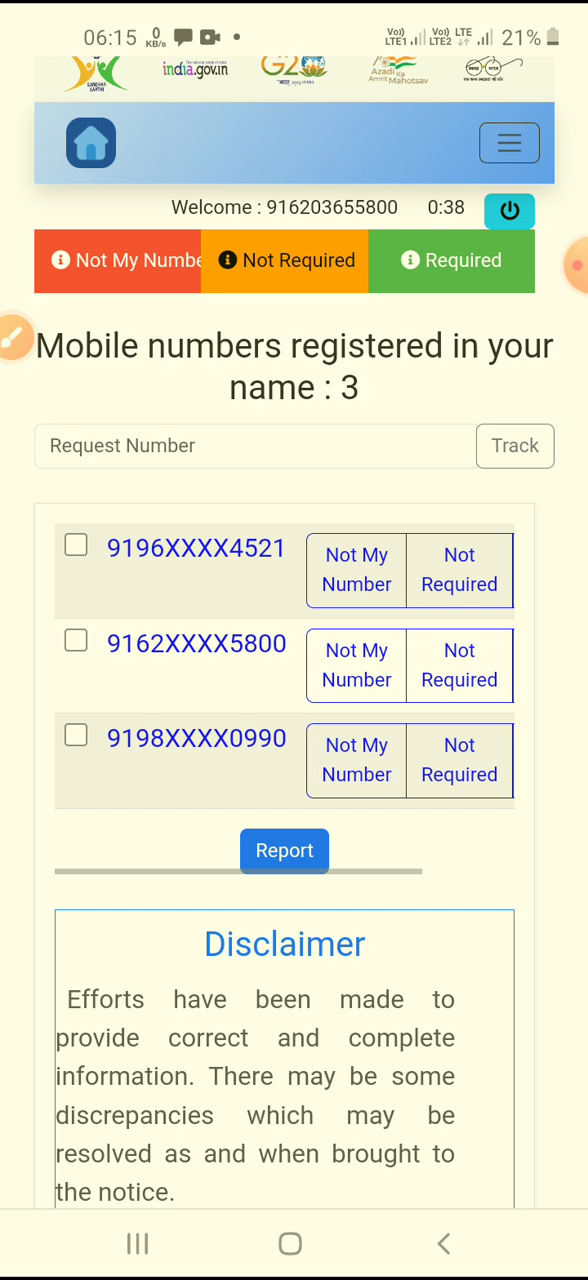 06:15 0 KB/s Vo)) LTE1 Vo)) LTE2 LTE 21%
SANCHAR SAATHI
india.gov.in
G20
Azadi Ka Amrit Mahotsav
Welcome : 916203655800 0:38
Not My Numbe Not Required Required
Mobile numbers registered in your
name : 3
Request Number Track
9196XXXX4521 Not My Number Not Required
9162XXXX5800 Not My Number Not Required
9198XXXX0990 Not My Number Not Required
Report
Disclaimer
Efforts have been made to
provide correct and complete
information. There may be some
discrepancies which may be
resolved as and when brought to
the notice.